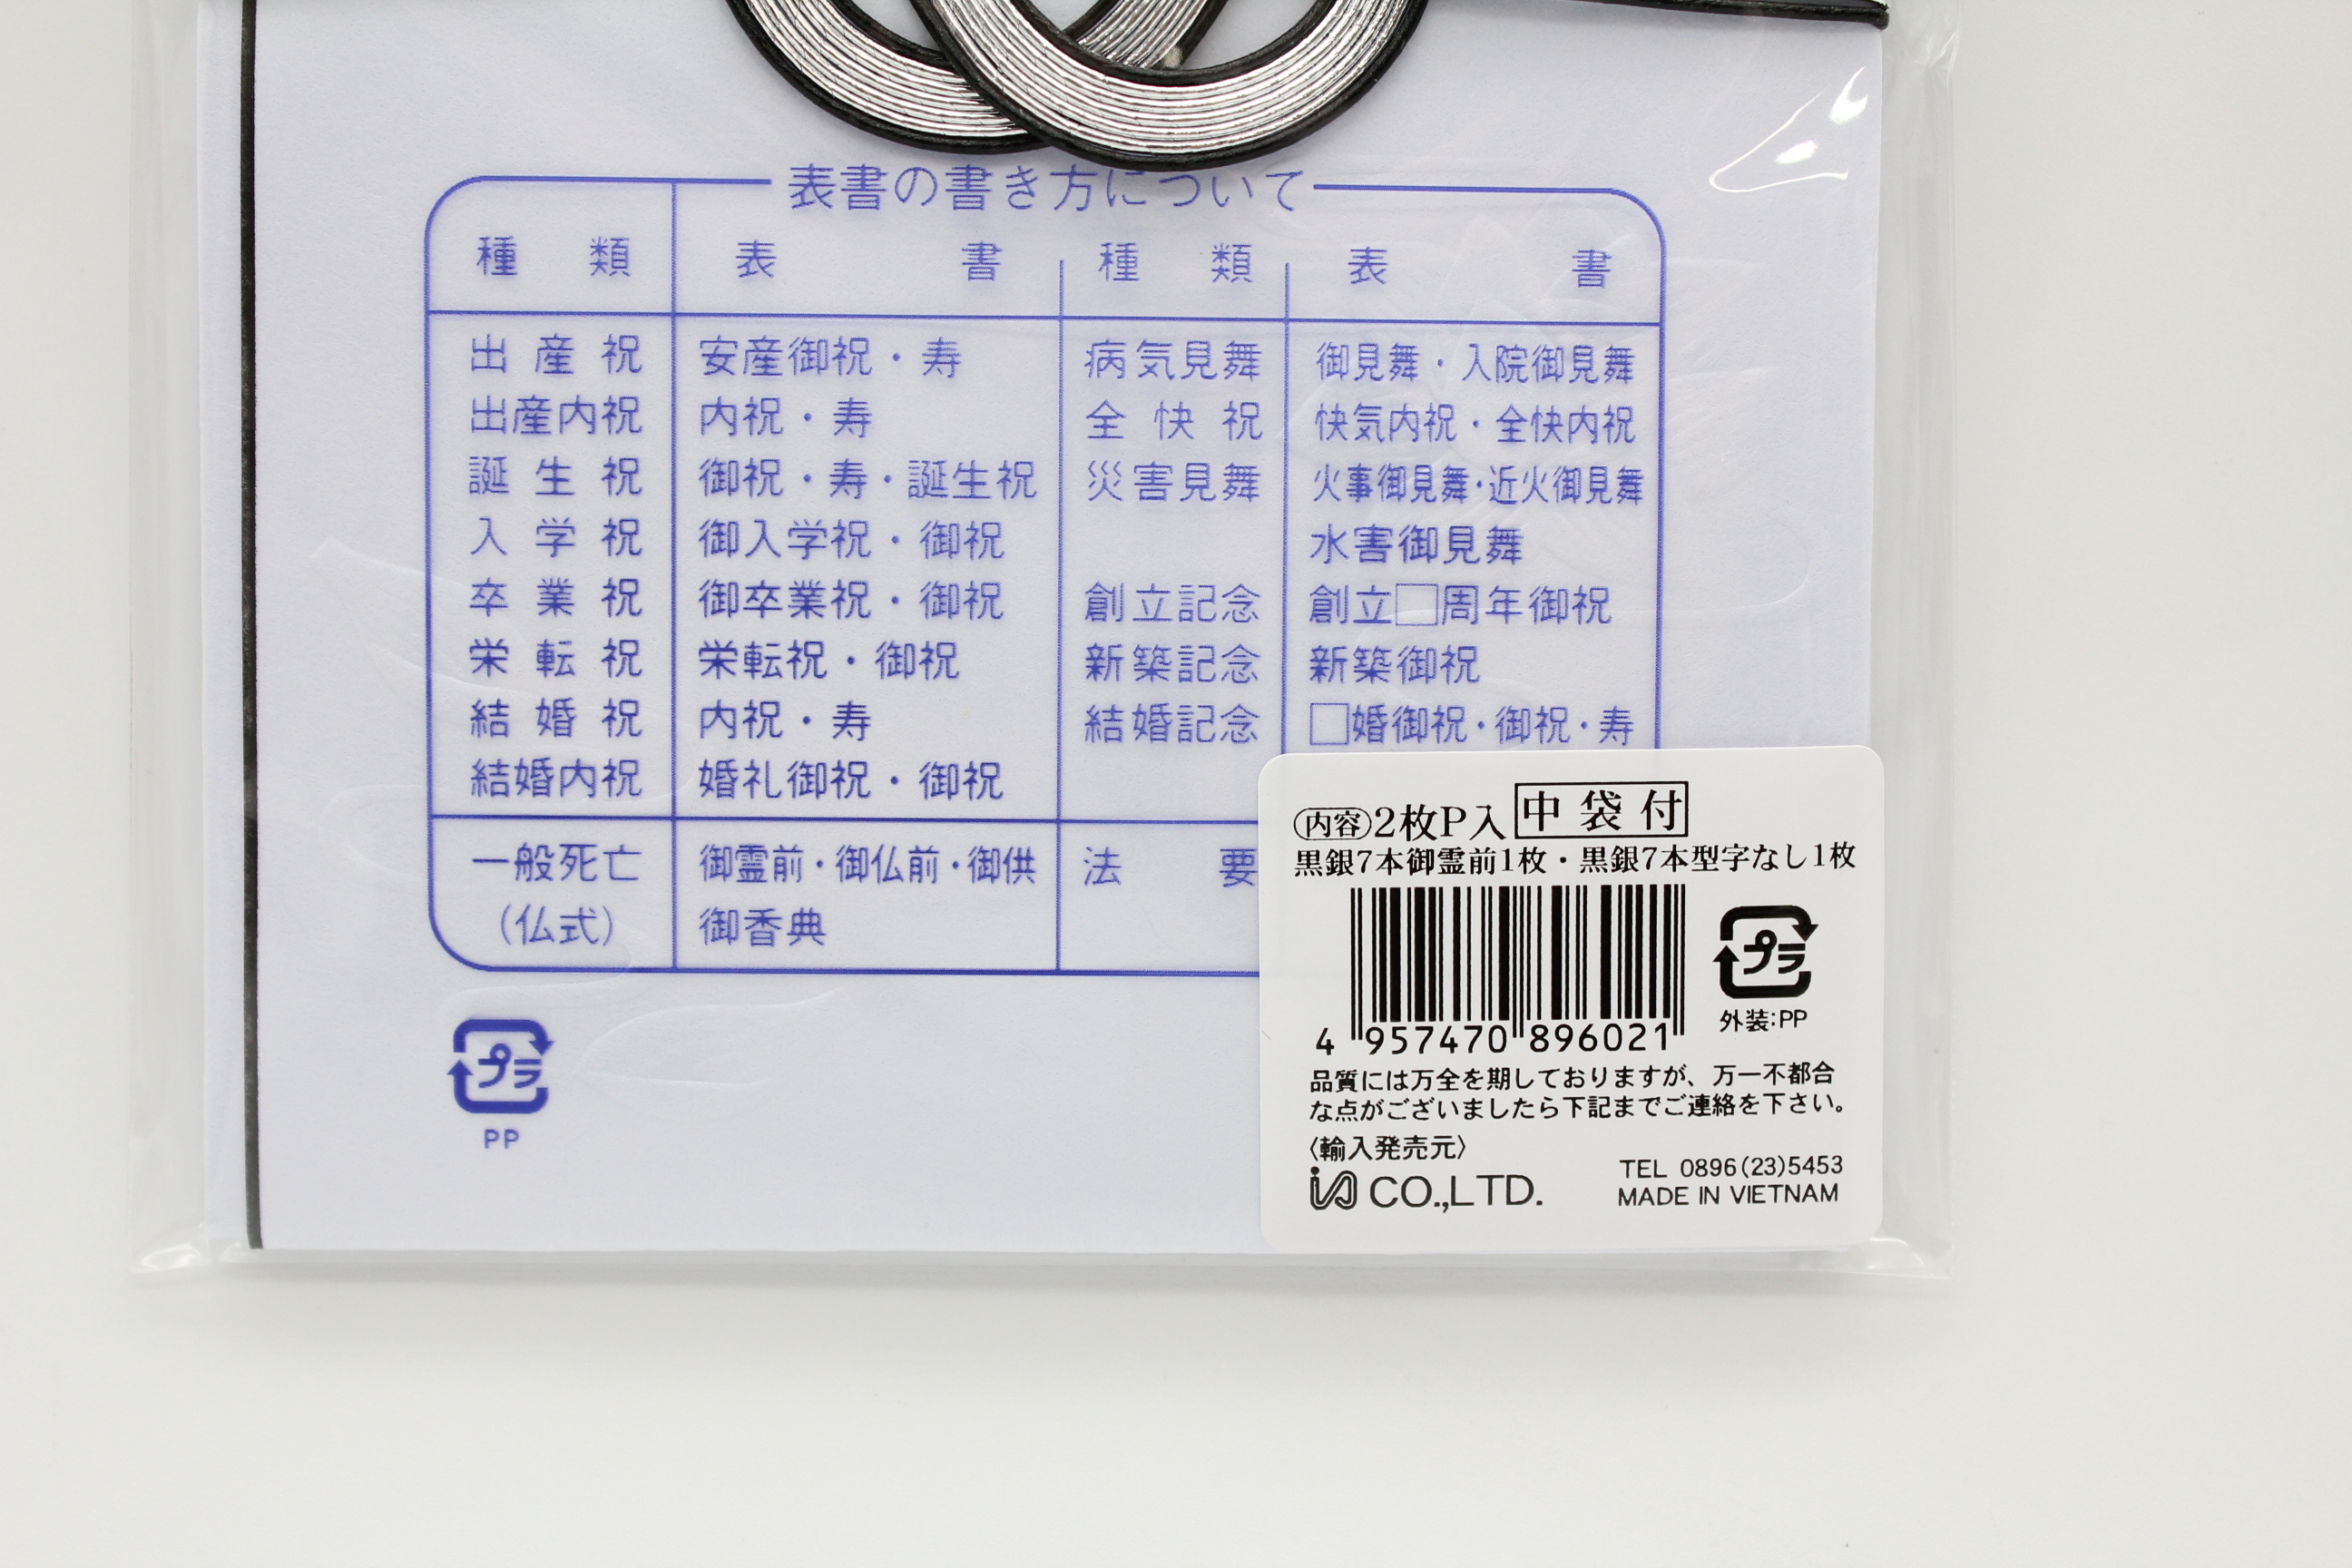 表書の書き方について
種類 表書 種類 表書
出産祝 安産御祝・寿 病気見舞 御見舞・入院御見舞
出産内祝 内祝・寿 全快祝 快気内祝・全快内祝
誕生祝 御祝・寿・誕生祝 災害見舞 火事御見舞・近火御見舞
入学祝 御入学祝・御祝 水害御見舞
卒業祝 御卒業祝・御祝 創立記念 創立□周年御祝
栄転祝 栄転祝・御祝 新築記念 新築御祝
結婚祝 内祝・寿 結婚記念 □婚御祝・御祝・寿
結婚内祝 婚礼御祝・御祝
一般死亡 御霊前・御仏前・御供 法要
(仏式) 御香典
プラ
PP
内容 2枚P入 中袋付
黒銀7本御霊前1枚・黒銀7本型字なし1枚
4 957470 896021
プラ
外装:PP
品質には万全を期しておりますが、万一不都合
な点がございましたら下記までご連絡を下さい。
〈輸入発売元〉
is CO.,LTD.
TEL 0896(23)5453
MADE IN VIETNAM